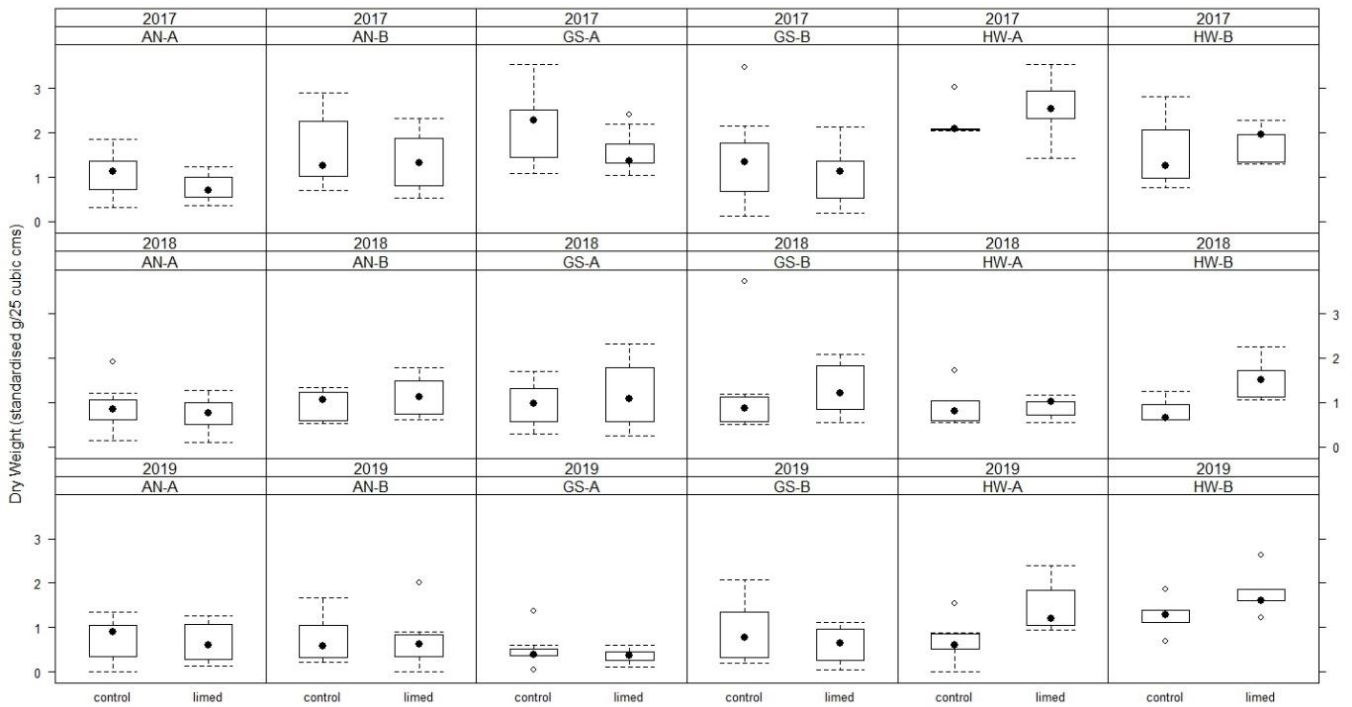 2017 2017 2017 2017 2017 2017
AN-A AN-B GS-A GS-B HW-A HW-B
3
2
1
0
2018 2018 2018 2018 2018 2018
AN-A AN-B GS-A GS-B HW-A HW-B
3
2
1
0
2019 2019 2019 2019 2019 2019
AN-A AN-B GS-A GS-B HW-A HW-B
3
2
1
0
control limed control limed control limed control limed control limed control limed
Dry Weight (standardised g/25 cubic cms)